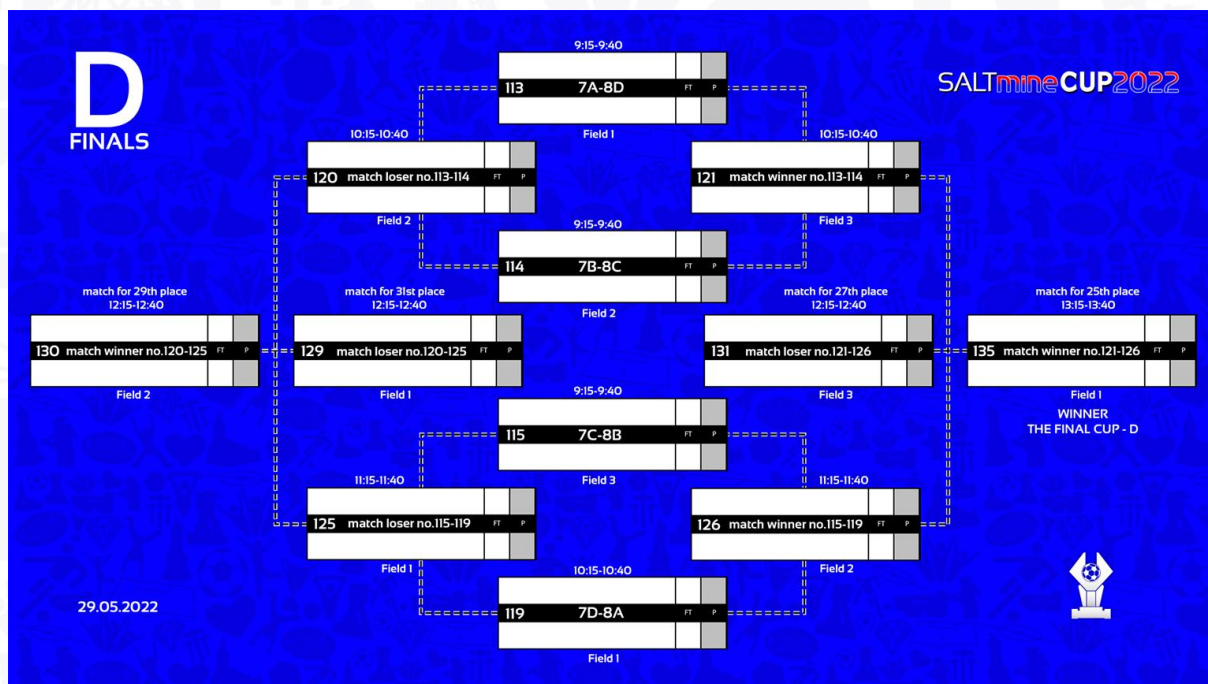 D
FINALS
SALTmineCUP2022
9:15-9:40
113 7A-8D FT P
Field 1
10:15-10:40
120 match loser no.113-114 FT P
Field 2
10:15-10:40
121 match winner no.113-114 FT P
Field 3
9:15-9:40
114 7B-8C FT P
Field 2
match for 29th place
12:15-12:40
130 match winner no.120-125 FT P
Field 2
match for 31st place
12:15-12:40
129 match loser no.120-125 FT P
Field 1
match for 27th place
12:15-12:40
131 match loser no.121-126 FT P
Field 3
match for 25th place
13:15-13:40
135 match winner no.121-126 FT P
Field 1
WINNER
THE FINAL CUP - D
9:15-9:40
115 7C-8B FT P
Field 3
11:15-11:40
125 match loser no.115-119 FT P
Field 1
11:15-11:40
126 match winner no.115-119 FT P
Field 2
10:15-10:40
119 7D-8A FT P
Field 1
29.05.2022